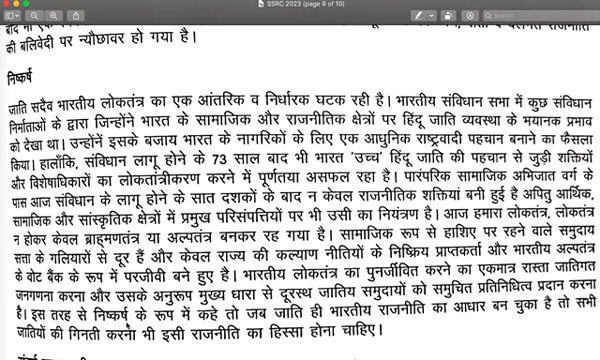 SSRC 2023 (page 9 of 10)
Search
की बलिवेदी पर न्यौछावर हो गया है।
निष्कर्ष
जाति सदैव भारतीय लोकतंत्र का एक आंतरिक व निर्धारक घटक रही है। भारतीय संविधान सभा में कुछ संविधान
निर्माताओं के द्वारा जिन्होंने भारत के सामाजिक और राजनीतिक क्षेत्रों पर हिंदू जाति व्यवस्था के भयानक प्रभाव
को देखा था। उन्होंने इसके बजाय भारत के नागरिकों के लिए एक आधुनिक राष्ट्रवादी पहचान बनाने का फैसला
किया। हालाँकि, संविधान लागू होने के 73 साल बाद भी भारत 'उच्च' हिंदू जाति की पहचान से जुड़ी शक्तियों
और विशेषाधिकारों का लोकतांत्रीकरण करने में पूर्णतया असफल रहा है। पारंपरिक सामाजिक अभिजात वर्ग के
पास आज संविधान के लागू होने के सात दशकों के बाद न केवल राजनीतिक शक्तियां बनी हुई है अपितु आर्थिक,
सामाजिक और सांस्कृतिक क्षेत्रों में प्रमुख परिसंपत्तियों पर भी उसी का नियंत्रण है। आज हमारा लोकतंत्र, लोकतंत्र
न होकर केवल ब्राह्मणतंत्र या अल्पतंत्र बनकर रह गया है। सामाजिक रूप से हाशिए पर रहने वाले समुदाय
सत्ता के गलियारों से दूर हैं और केवल राज्य की कल्याण नीतियों के निष्क्रिय प्राप्तकर्ता और भारतीय अल्पतंत्र
के वोट बैंक के रूप में परजीवी बने हुए है। भारतीय लोकतंत्र का पुनर्जीवित करने का एकमात्र रास्ता जातिगत
जनगणना करना और उसके अनुरूप मुख्य धारा से दूरस्थ जातिय समुदायों को समुचित प्रतिनिधित्व प्रदान करना
है। इस तरह से निष्कर्ष के रूप में कहे तो जब जाति ही भारतीय राजनीति का आधार बन चुका है तो सभी
जातियों की गिनती करना भी इसी राजनीति का हिस्सा होना चाहिए।